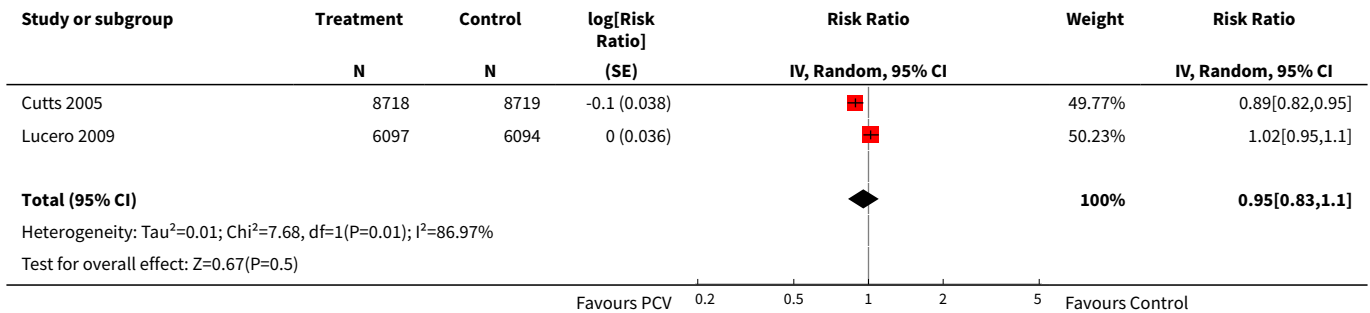 Study or subgroup Treatment Control log[Risk Ratio] Risk Ratio Weight Risk Ratio
N N (SE) IV, Random, 95% CI IV, Random, 95% CI
Cutts 2005 8718 8719 -0.1 (0.038) 49.77% 0.89[0.82,0.95]
Lucero 2009 6097 6094 0 (0.036) 50.23% 1.02[0.95,1.1]
Total (95% CI) 100% 0.95[0.83,1.1]
Heterogeneity: Tau²=0.01; Chi²=7.68, df=1(P=0.01); I²=86.97%
Test for overall effect: Z=0.67(P=0.5)
Favours PCV 0.2 0.5 1 2 5 Favours Control